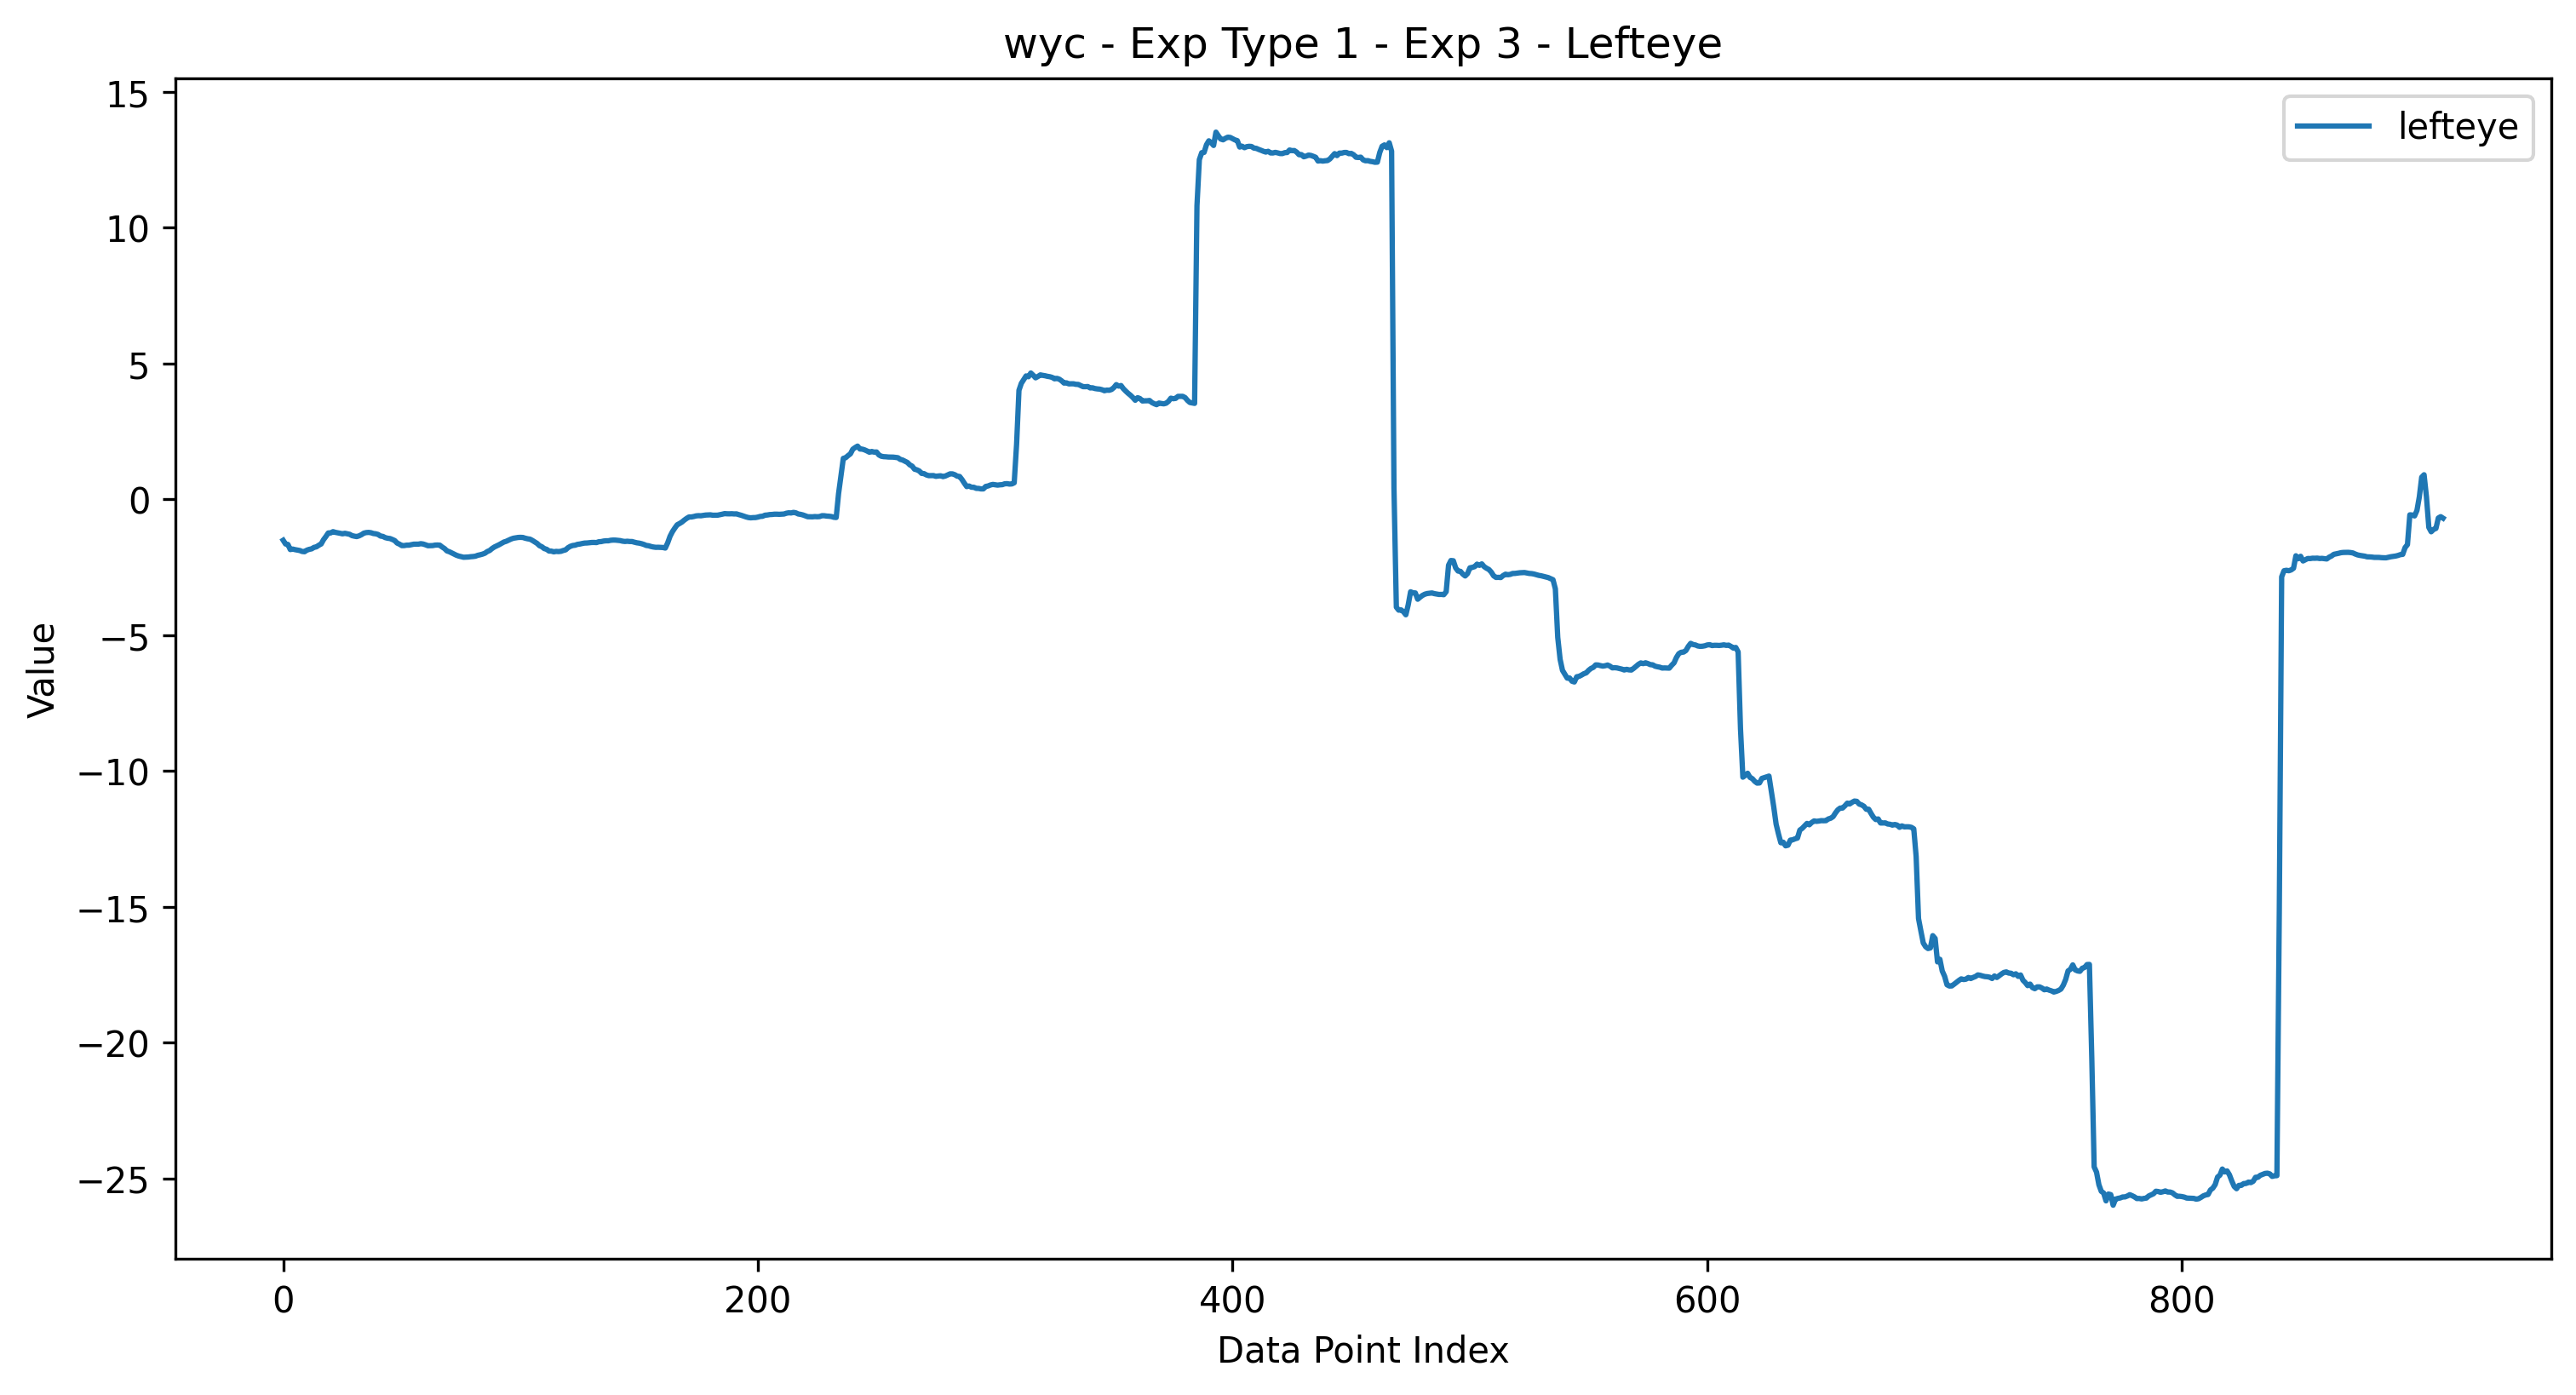 wyc - Exp Type 1 - Exp 3 - Lefteye
lefteye
15
10
5
0
−5
−10
−15
−20
−25
Value
0 200 400 600 800
Data Point Index